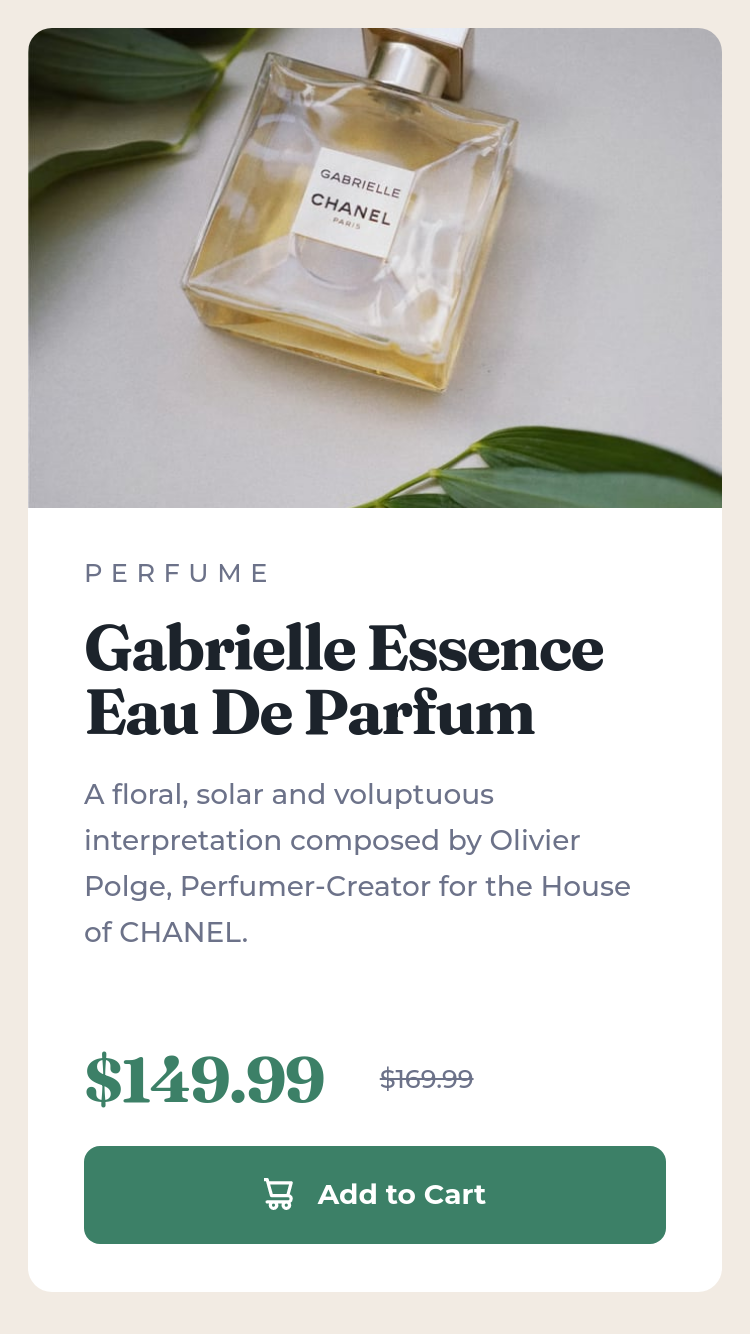 GABRIELLE
CHANEL
PARIS
PERFUME
Gabrielle Essence
Eau De Parfum
A floral, solar and voluptuous
interpretation composed by Olivier
Polge, Perfumer-Creator for the House
of CHANEL.
$149.99 $169.99
Add to Cart